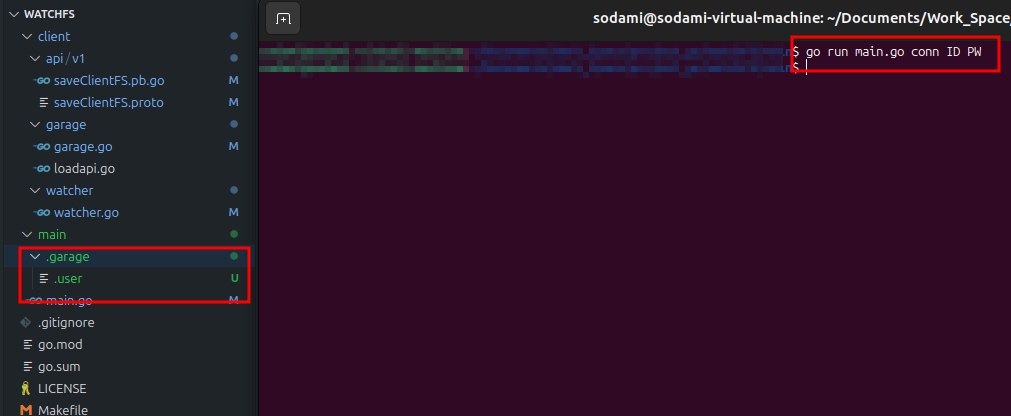 WATCHFS
client
api/v1
saveClientFS.pb.go M
saveClientFS.proto M
garage
garage.go M
loadapi.go
watcher
watcher.go M
main
.garage
.user U
main.go M
.gitignore
go.mod
go.sum
LICENSE
Makefile
sodami@sodami-virtual-machine: ~/Documents/Work_Space/
$ go run main.go conn ID PW
$